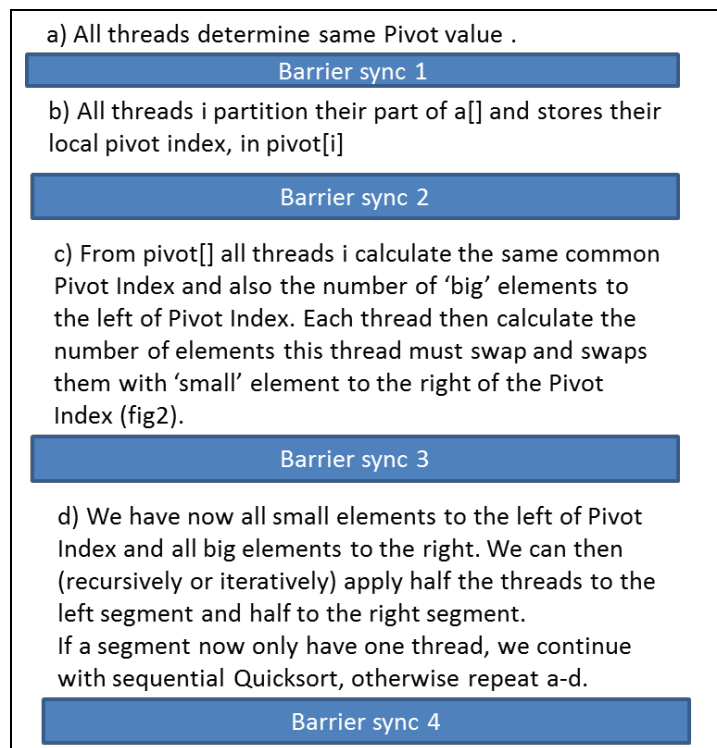 a) All threads determine same Pivot value .
Barrier sync 1
b) All threads i partition their part of a[] and stores their
local pivot index, in pivot[i]
Barrier sync 2
c) From pivot[] all threads i calculate the same common
Pivot Index and also the number of ‘big’ elements to
the left of Pivot Index. Each thread then calculate the
number of elements this thread must swap and swaps
them with ‘small’ element to the right of the Pivot
Index (fig2).
Barrier sync 3
d) We have now all small elements to the left of Pivot
Index and all big elements to the right. We can then
(recursively or iteratively) apply half the threads to the
left segment and half to the right segment.
If a segment now only have one thread, we continue
with sequential Quicksort, otherwise repeat a-d.
Barrier sync 4